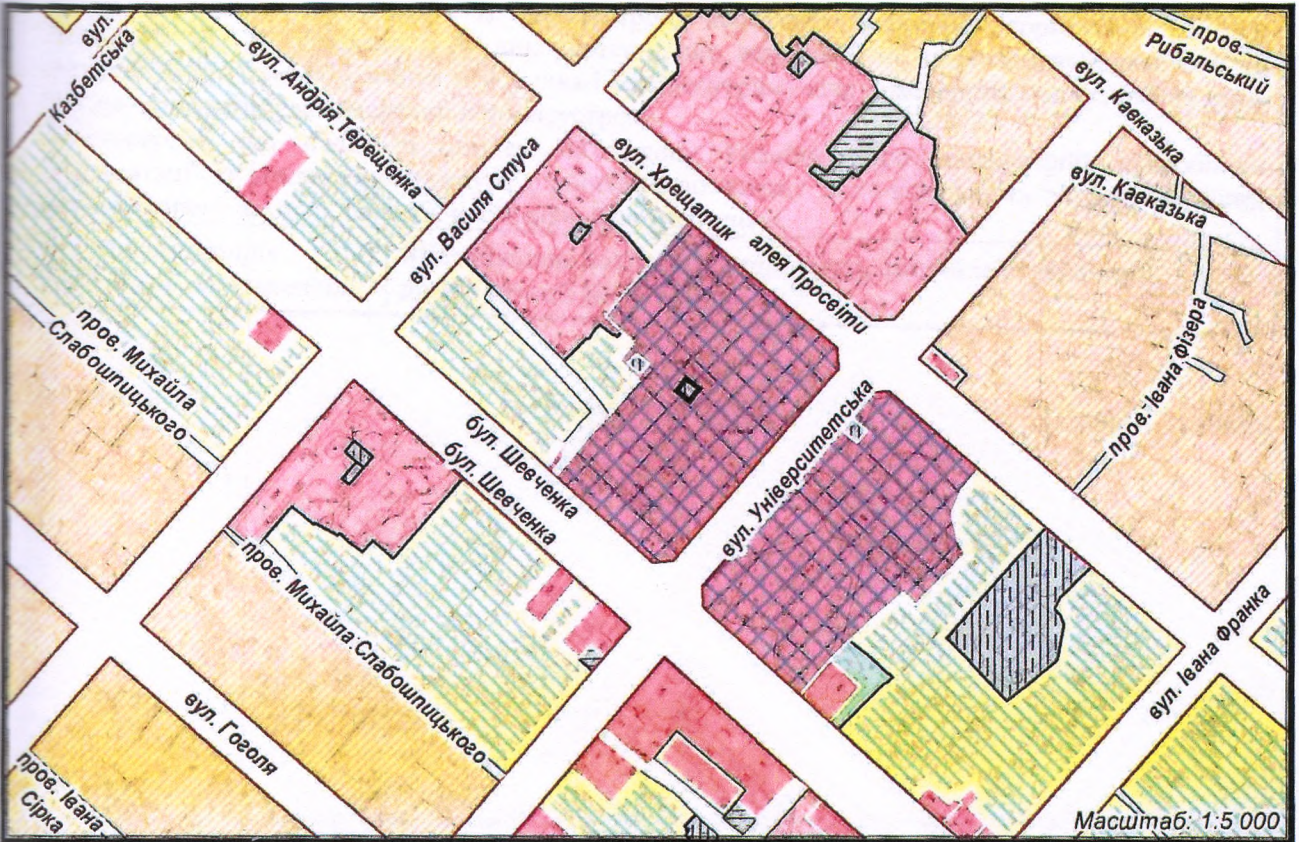 вул.
Казбетська
вул. Андрія Терещенка
вул. Василя Стуса
вул. Хрещатик
алея Просвіти
пров.
Рибальський
вул. Кавказька
вул. Кавказька
пров. Івана Фізера
пров. Михайла
Слабошпицького
бул. Шевченка
бул. Шевченка
вул. Університетська
пров. Михайла Слабошпицького
вул. Гоголя
пров. Івана
Сірка
вул. Івана Франка
Масштаб: 1:5 000